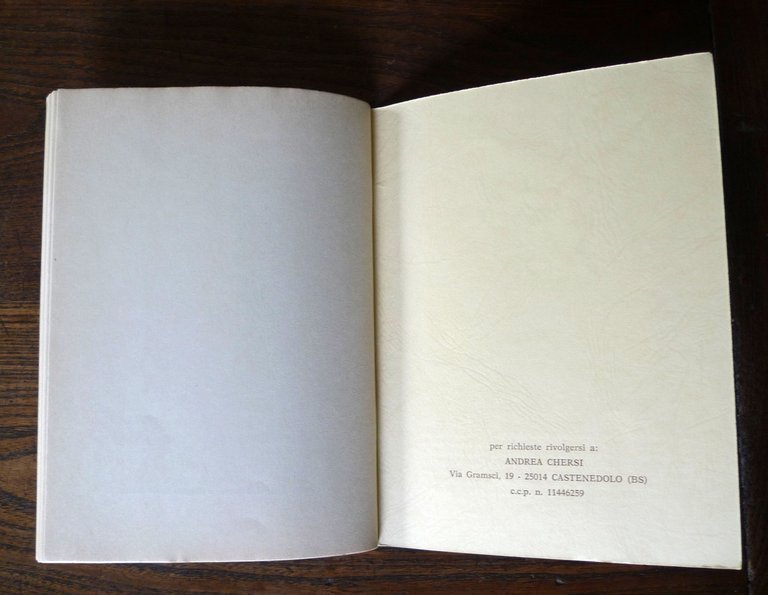 per richieste rivolgersi a:
ANDREA CHERSI
Via Gramsci, 19 - 25014 CASTENEDOLO (BS)
c.c.p. n. 11446259